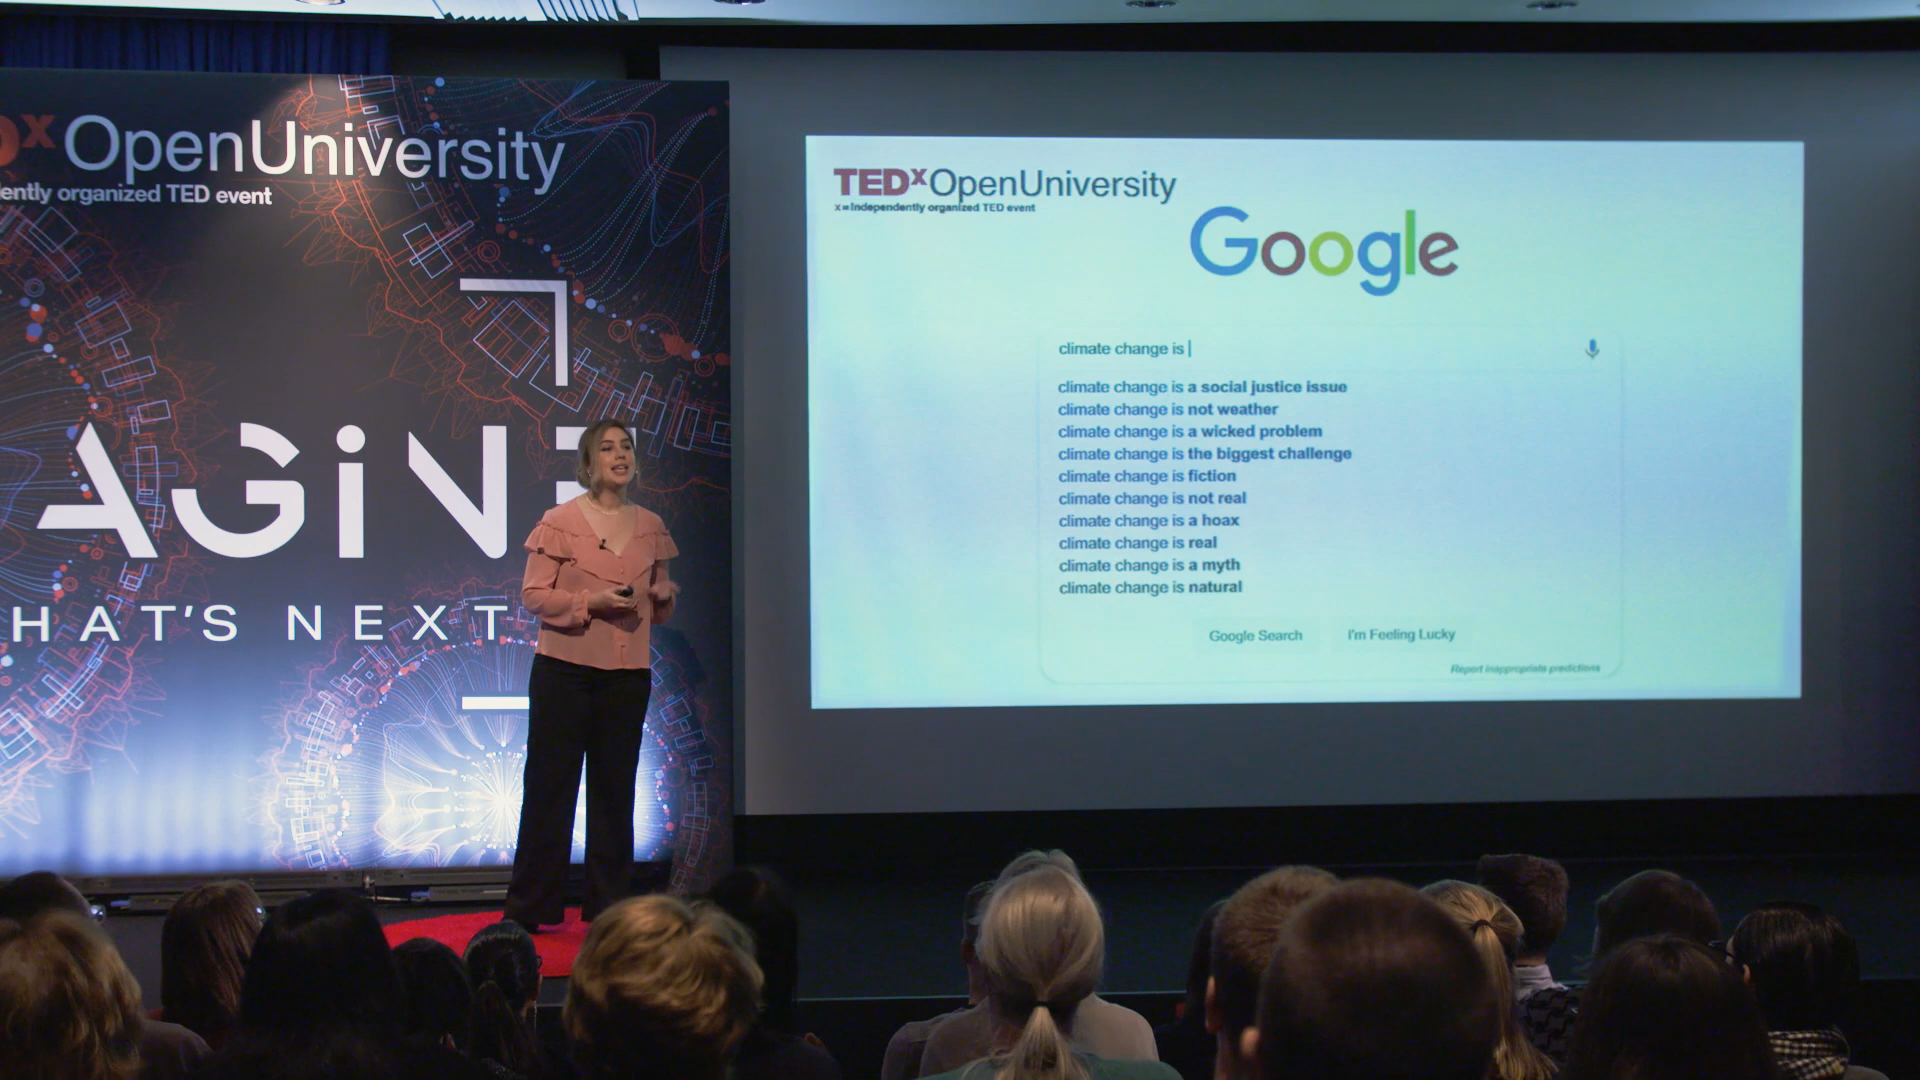 Dx OpenUniversity
ently organized TED event
AGiNE
HAT'S NEXT
TEDxOpenUniversity
x = Independently organized TED event
Google
climate change is
climate change is a social justice issue
climate change is not weather
climate change is a wicked problem
climate change is the biggest challenge
climate change is fiction
climate change is not real
climate change is a hoax
climate change is real
climate change is a myth
climate change is natural
Google Search I'm Feeling Lucky
Report inappropriate predictions